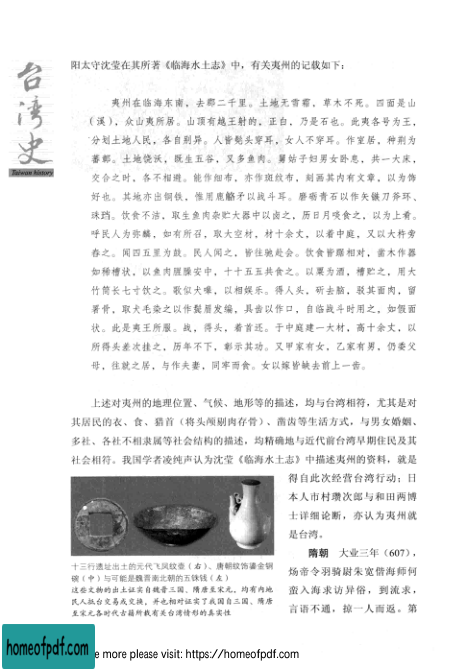 台湾史
Taiwan history
阳太守沈莹在其所著《临海水土志》中，有关夷州的记载如下：
夷州在临海东南，去郡二千里。土地无雪霜，草木不死。四面是山
（溪），众山夷所居。山顶有越王射的，正白，乃是石也。此夷各号为王，
分划土地人民，各自别异。人皆髡头穿耳，女人不穿耳。作室居，种荆为
蕃鄣。土地饶沃，既生五谷，又多鱼肉。舅姑子妇男女卧息，共一大床，
交会之时，各不相避。能作细布，亦作斑纹布，刻画其内有文章，以为饰
好也。其地亦出铜铁，惟用鹿觡矛以战斗耳。磨砺青石以作矢镞刀斧环、
珠珰。饮食不洁，取生鱼肉杂贮大器中以卤之，历日月啖食之，以为上肴。
呼民人为弥麟，如有所召，取大空材，材十余丈，以着中庭，又以大杵旁
舂之。闻四五里为鼓。民人闻之，皆往驰赴会。饮食皆踞相对，凿木作器
如稀槽状，以鱼肉腥臊安中，十十五五共食之。以粟为酒，槽贮之，用大
竹筒长七寸饮之。歌似犬嗥，以相娱乐。得人头，斫去脑，驳其面肉，留
置骨，取犬毛染之以作鬓眉发编，具齿以作口，自临战斗时用之，如假面
状。此是夷王所服。战，得头，着首还。于中庭建一大材，高十余丈，以
所得头差次挂之，历年不下，彰示其功。又甲家有女，乙家有男，仍委父
母，往就之居，与作夫妻，同牢而食。女以嫁皆缺去前上一齿。
上述对夷州的地理位置、气候、地形等的描述，均与台湾相符，尤其是对
其居民的衣、食、猎首（将头颅剔肉存骨）、凿齿等生活方式，与男女婚姻、
多社、各社不相隶属等社会结构的描述，均精确地与近代前台湾早期住民及其
社会相符。我国学者凌纯声认为沈莹《临海水土志》中描述夷州的资料，就是
得自此次经营台湾行动；日
本人市村瓒次郎与和田两博
士详细论断，亦认为夷州就
是台湾。
隋朝 大业三年（607），
炀帝令羽骑尉朱宽偕海师何
蛮入海求访异俗，到流求，
言语不通，掠一人而返。第
十三行遗址出土的元代飞凤纹壶（右）、唐朝纹饰鎏金铜
碗（中）与可能是魏晋南北朝的五铢钱（左）
这些文物的出土证实自魏晋三国、隋唐至宋元，均有内地
民人抵台交易或交换，并也相对证实了我国自三国、隋唐
至宋元各时代古籍所载有关台湾情形的真实性
homeofpdf.com
e more please visit: https://homeofpdf.com